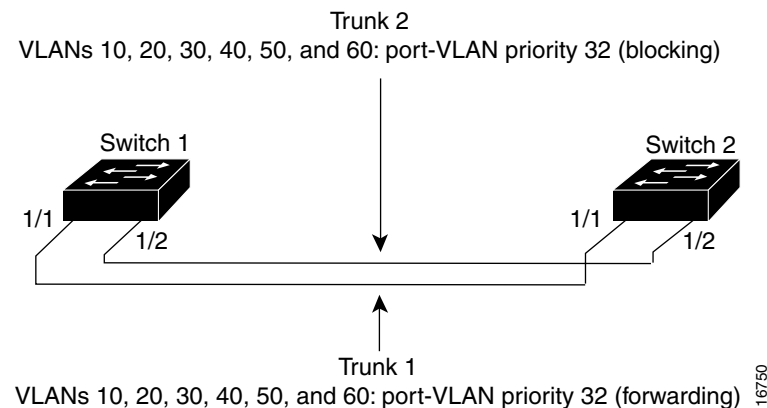 Trunk 2
VLANs 10, 20, 30, 40, 50, and 60: port-VLAN priority 32 (blocking)
Switch 1
Switch 2
1/1
1/2
1/1
1/2
Trunk 1
VLANs 10, 20, 30, 40, 50, and 60: port-VLAN priority 32 (forwarding)
16750